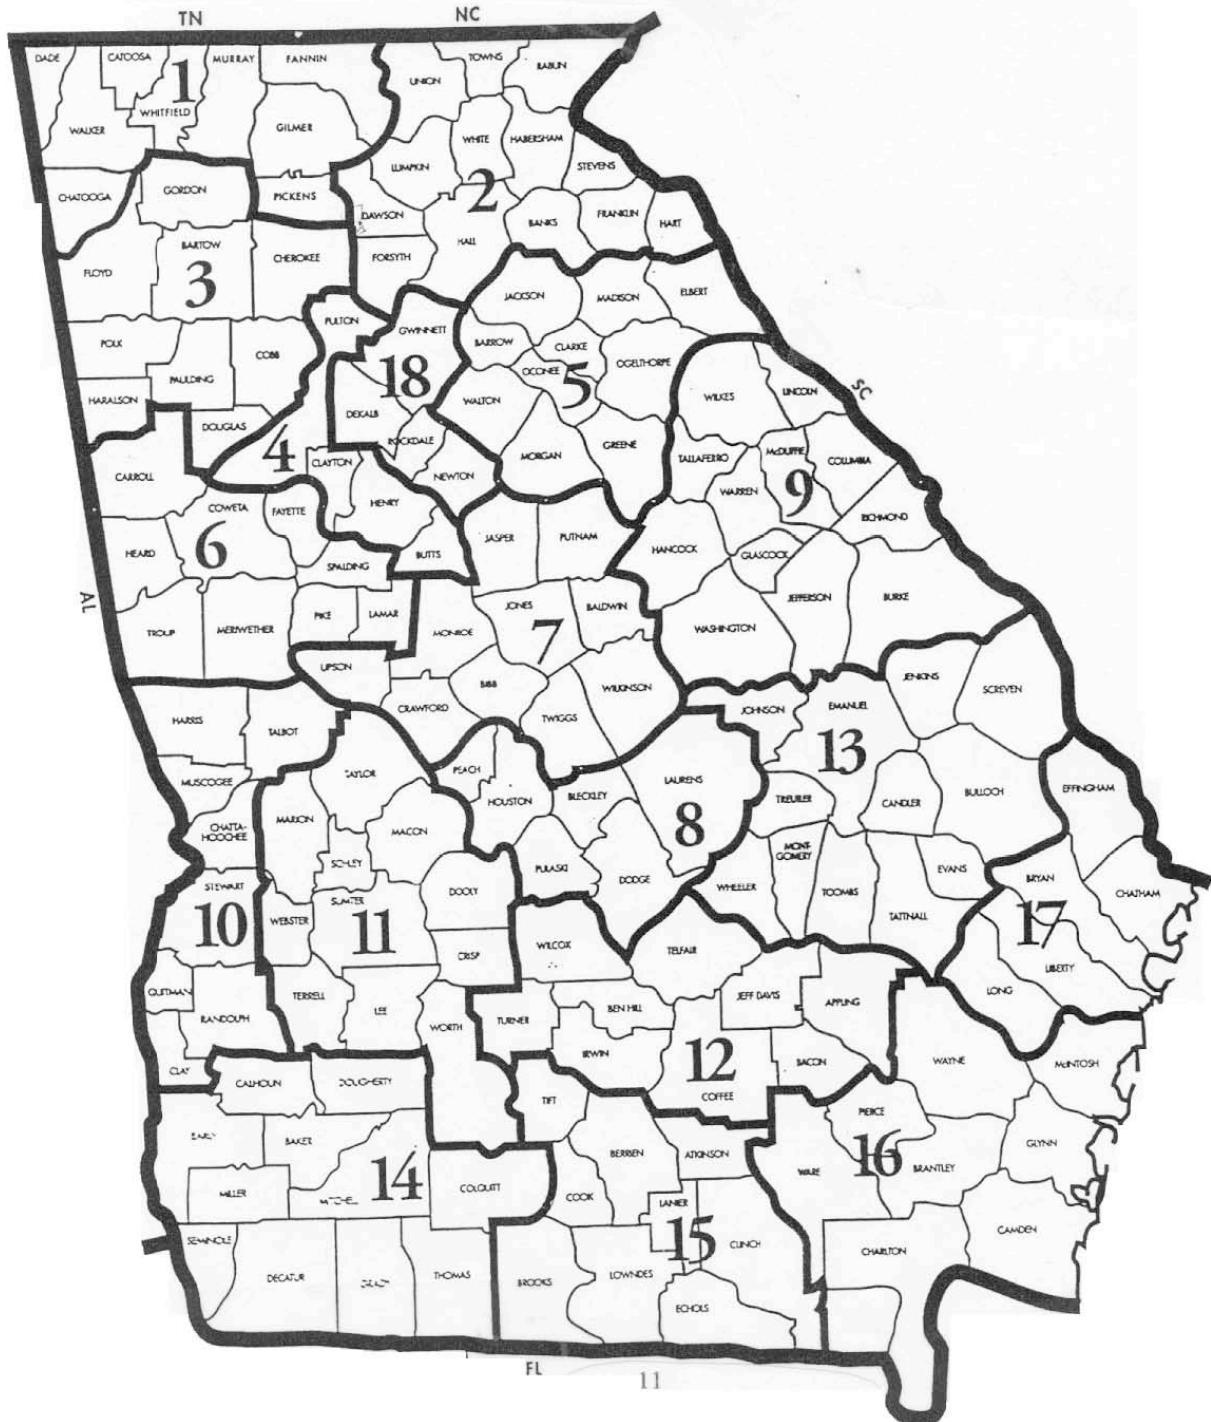 TN
NC
DADE
CATOOSA
1
MURRAY
FANNIN
TOWNS
RABUN
UNION
WHITFIELD
WALKER
GILMER
WHITE
HABERSHAM
LUMPKIN
STEVENS
CHATOOGA
GORDON
PICKENS
2
DAWSON
BANKS
FRANKLIN
HART
HALL
BARTOW
CHEROKEE
FORSYTH
FLOYD
3
JACKSON
MADISON
ELBERT
FULTON
GWINNETT
POLK
COBB
BARROW
CLARKE
OGELTHORPE
OCONEE
PAULDING
18
5
HARALSON
WALTON
WILKES
LINCOLN
SC
DOUGLAS
DEKALB
ROCKDALE
MORGAN
GREENE
4
CLAYTON
TALLAFERRO
McDUFFIE
COLUMBIA
CARROLL
NEWTON
WARREN
9
COWETA
FAYETTE
HENRY
RICHMOND
6
JASPER
PUTNAM
HEARD
SPALDING
BUTTS
HANCOCK
GLASCOCK
AL
JEFFERSON
BURKE
PIKE
LAMAR
JONES
BALDWIN
TROUP
MERIWETHER
MONROE
7
WASHINGTON
UPSON
BIBB
WILKINSON
JENKINS
SCREVEN
CRAWFORD
TWIGGS
JOHNSON
EMANUEL
HARRIS
TALBOT
13
TAYLOR
PEACH
LAURENS
MUSCOGEE
HOUSTON
BLECKLEY
TREUTLER
CANDLER
BULLOCH
EFFINGHAM
CHATTA-
HOOCHEE
MARION
MACON
8
SCHLEY
PULASKI
DODGE
MONT-
GOMERY
EVANS
BRYAN
CHATHAM
STEWART
DOOLY
WHEELER
TOOMBS
TATTNALL
10
WEBSTER
SUMTER
11
17
CRISP
WILCOX
TELFAIR
LIBERTY
QUITMAN
TERRELL
LEE
JEFF DAVIS
APPLING
LONG
RANDOLPH
WORTH
TURNER
BEN HILL
CLAY
IRWIN
12
BACON
WAYNE
McINTOSH
CALHOUN
DOUGHERTY
TIFT
COFFEE
PIERCE
EARLY
BAKER
BERRIEN
ATKINSON
16
GLYNN
MILLER
14
COLQUITT
COOK
WARE
BRANTLEY
LANIER
SEMINOLE
15
CLINCH
CHARLTON
CAMDEN
DECATUR
THOMAS
BROOKS
LOWNDES
ECHOLS
FL
11